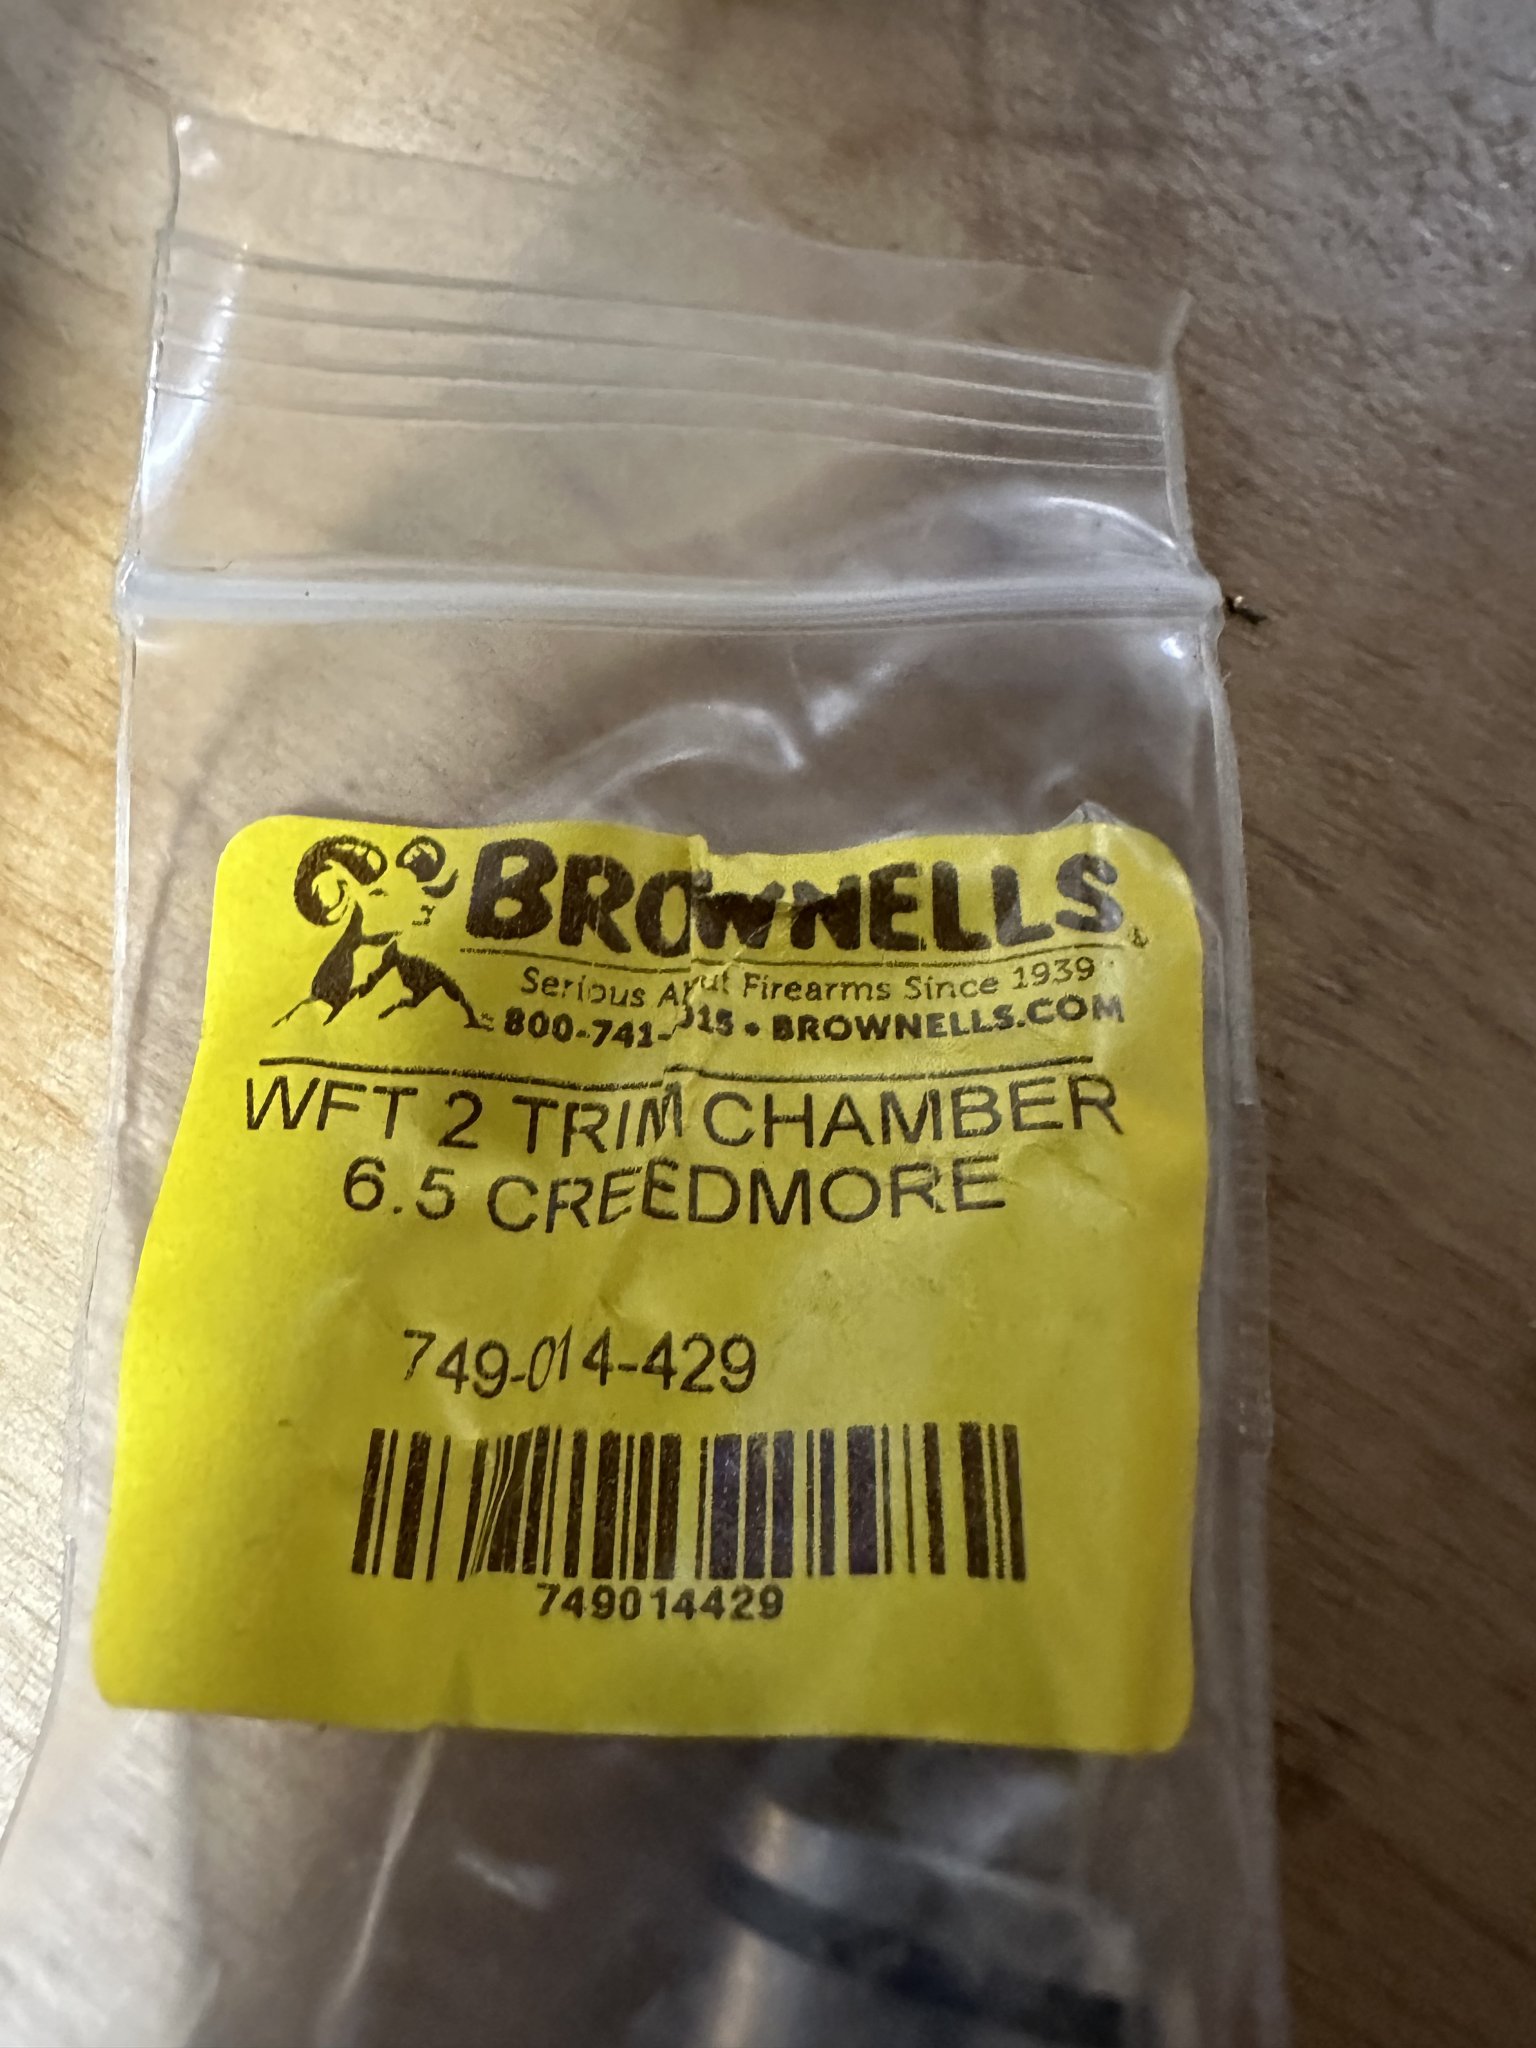 BROWNELLS
Serious Firearms Since 1939
BROWNELLS.COM
WFT 2 TRIM CHAMBER
6.5 CREEDMORE
749-014-429
749014429